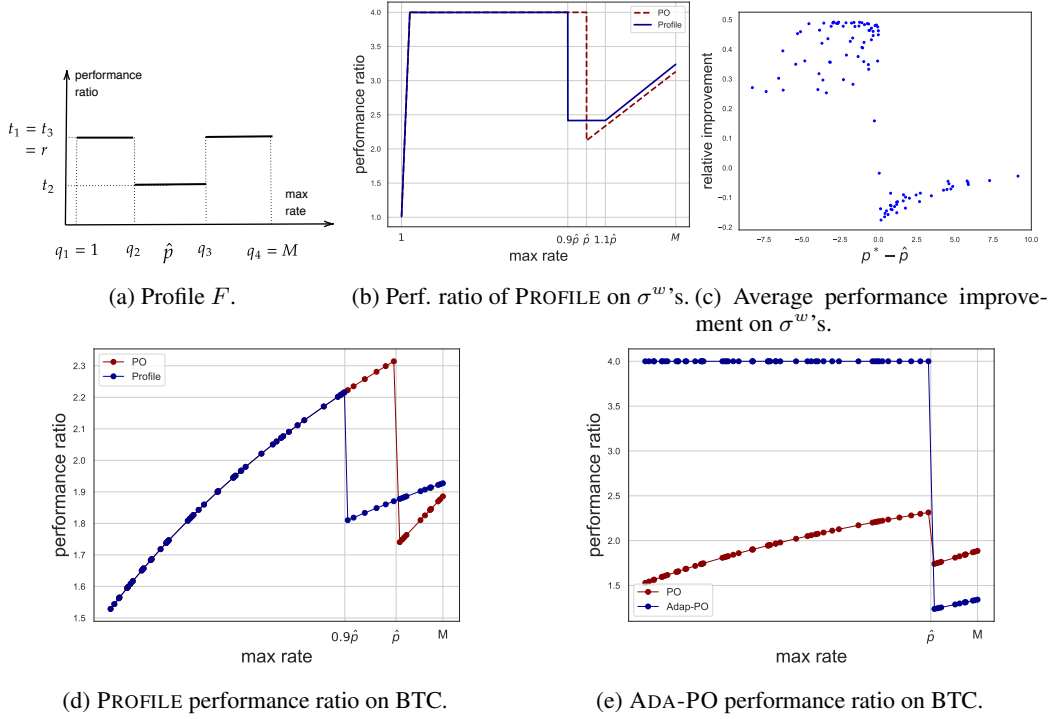 performance
ratio
t₁ = t₃
= r
t₂
max
rate
q₁ = 1 q₂ p̂ q₃ q₄ = M
(a) Profile F.
4.0
3.5
3.0
2.5
2.0
1.5
1.0
performance ratio
PO
Profile
1 0.9p̂ p̂ 1.1p̂ M
max rate
(b) Perf. ratio of PROFILE on σʷ's.
0.5
0.4
0.3
0.2
0.1
0.0
−0.1
−0.2
relative improvement
−7.5 −5.0 −2.5 0.0 2.5 5.0 7.5 10.0
p* − p̂
(c) Average performance improve-
ment on σʷ's.
2.3
2.2
2.1
2.0
1.9
1.8
1.7
1.6
1.5
performance ratio
PO
Profile
0.9p̂ p̂ M
max rate
(d) PROFILE performance ratio on BTC.
4.0
3.5
3.0
2.5
2.0
1.5
performance ratio
PO
Adap-PO
p̂ M
max rate
(e) ADA-PO performance ratio on BTC.